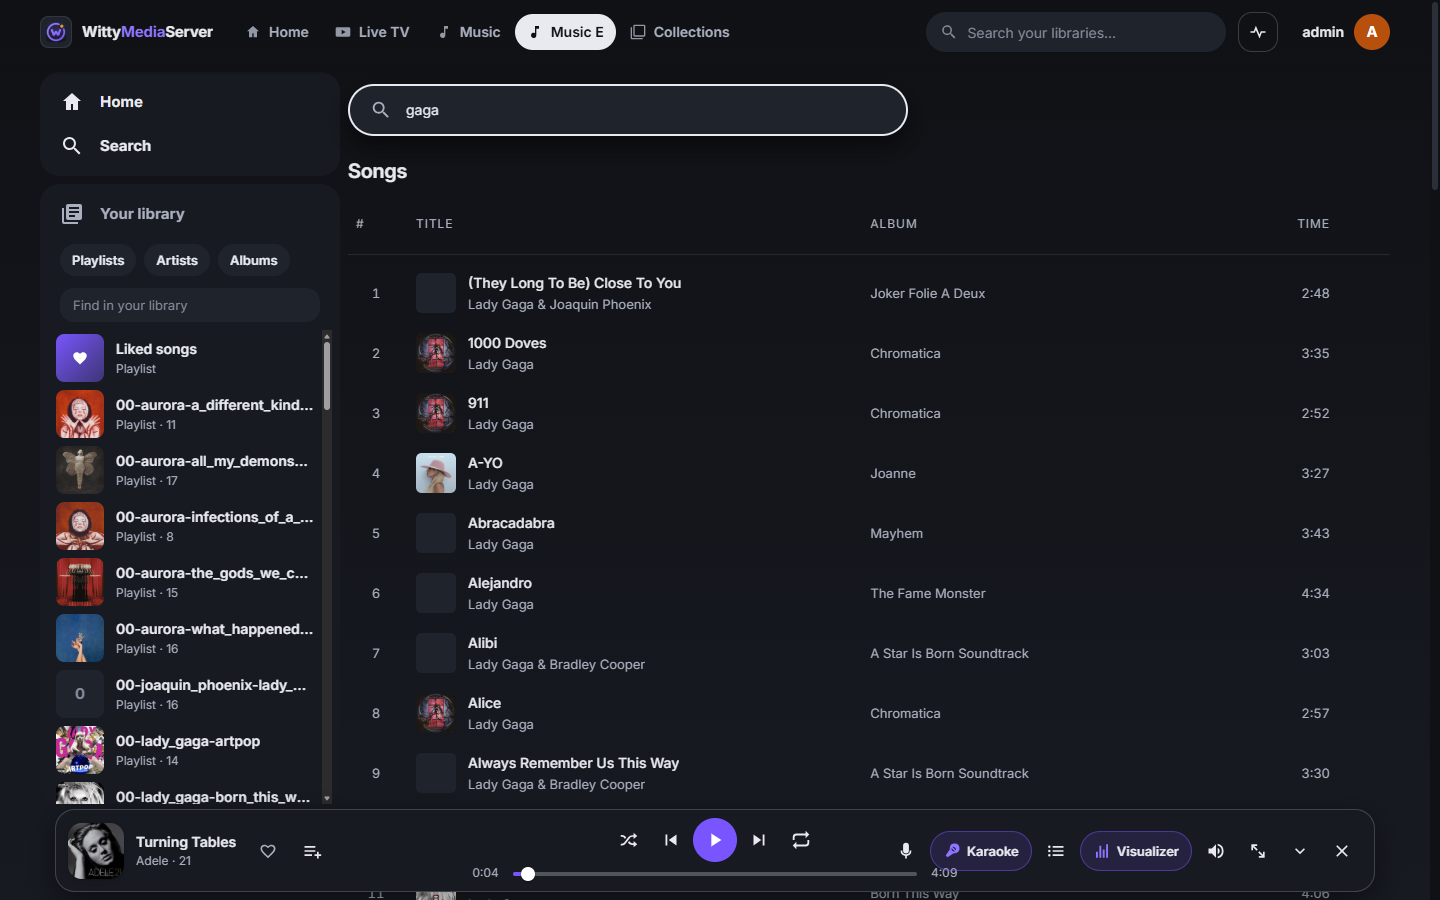 WittyMediaServer
Home
Live TV
Music
Music E
Collections
Search your libraries...
admin
A
Home
Search
Your library
Playlists
Artists
Albums
Find in your library
Liked songs
Playlist
00-aurora-a_different_kind...
Playlist · 11
00-aurora-all_my_demons...
Playlist · 17
00-aurora-infections_of_a_...
Playlist · 8
00-aurora-the_gods_we_c...
Playlist · 15
00-aurora-what_happened...
Playlist · 16
0
00-joaquin_phoenix-lady_...
Playlist · 16
00-lady_gaga-artpop
Playlist · 14
00-lady_gaga-born_this_w...
gaga
Songs
# TITLE ALBUM TIME
1 (They Long To Be) Close To You Joker Folie A Deux 2:48
Lady Gaga & Joaquin Phoenix
2 1000 Doves Chromatica 3:35
Lady Gaga
3 911 Chromatica 2:52
Lady Gaga
4 A-YO Joanne 3:27
Lady Gaga
5 Abracadabra Mayhem 3:43
Lady Gaga
6 Alejandro The Fame Monster 4:34
Lady Gaga
7 Alibi A Star Is Born Soundtrack 3:03
Lady Gaga & Bradley Cooper
8 Alice Chromatica 2:57
Lady Gaga
9 Always Remember Us This Way A Star Is Born Soundtrack 3:30
Lady Gaga & Bradley Cooper
11 Born This Way 4:06
Turning Tables
Adele · 21
0:04
4:09
Karaoke
Visualizer